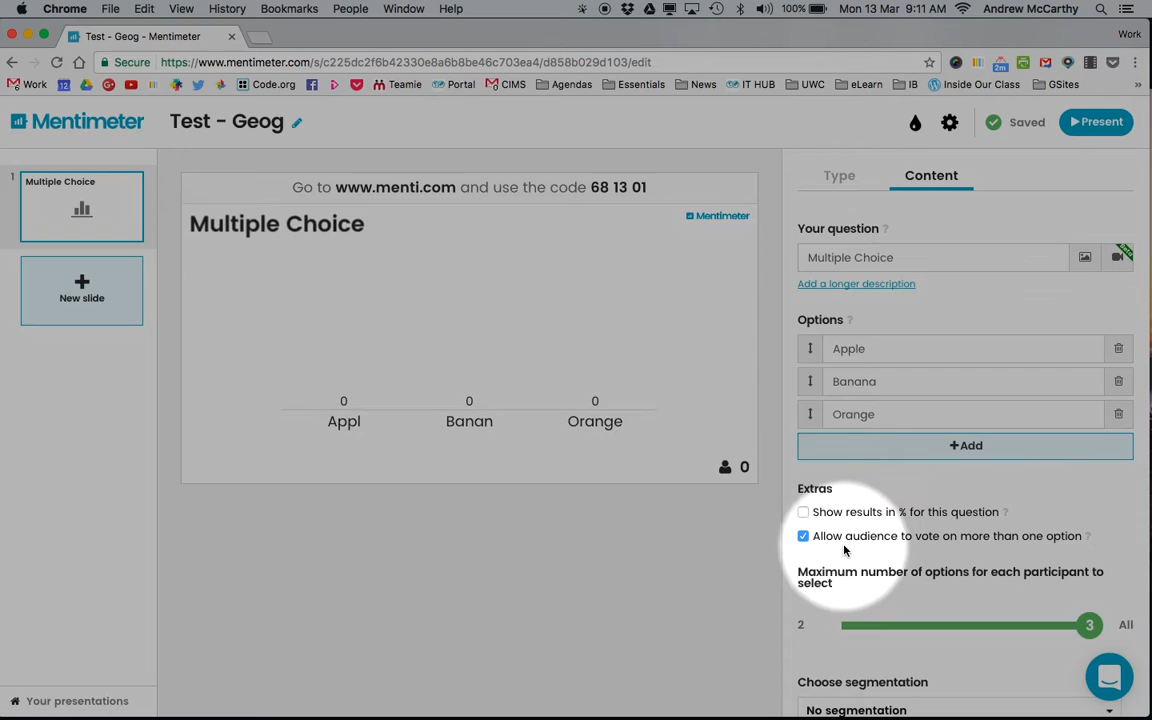 Chrome File Edit View History Bookmarks People Window Help 100% Mon 13 Mar 9:11 AM Andrew McCarthy
Test - Geog - Mentimeter Work
Secure https://www.mentimeter.com/s/c225dc2f6b42330e8a6b8be46c703ea4/d858b029d103/edit
Work 12 Code.org Teamie Portal CIMS Agendas Essentials News IT HUB UWC eLearn IB Inside Our Class GSites »
2m
Mentimeter Test - Geog Saved Present
1 Multiple Choice
New slide
Go to www.menti.com and use the code 68 13 01
Multiple Choice
Mentimeter
0 0 0
Appl Banan Orange
0
Type Content
Your question ?
Multiple Choice
Add a longer description
Options ?
Apple
Banana
Orange
+Add
Extras
Show results in % for this question ?
Allow audience to vote on more than one option ?
Maximum number of options for each participant to
select
2 3 All
Choose segmentation
No segmentation
Your presentations